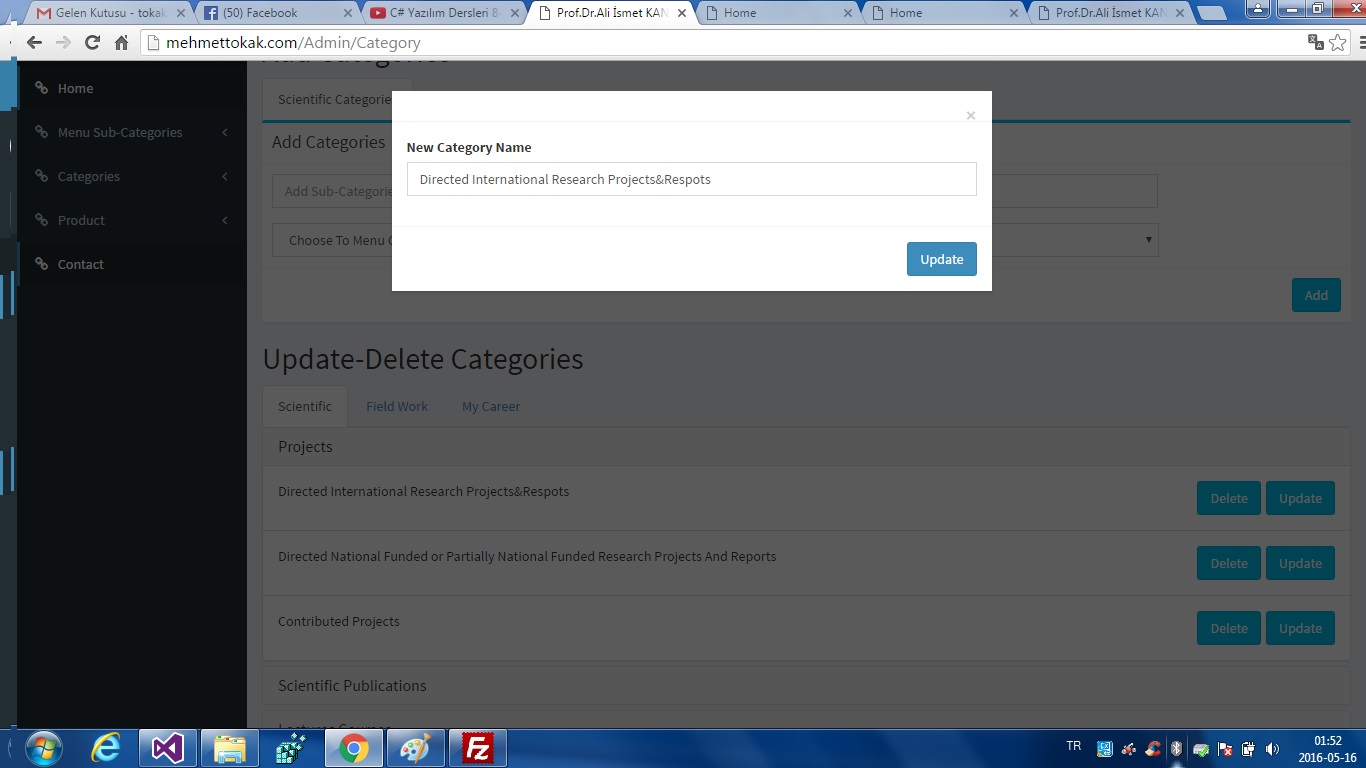 Gelen Kutusu - tokak
(50) Facebook
C# Yazılım Dersleri 8-
Prof.Dr.Ali İsmet KAN
Home
Home
Prof.Dr.Ali İsmet KAN
mehmettokak.com/Admin/Category
Home
Menu Sub-Categories
Categories
Product
Contact
Scientific Categorie
Add Categories
Add Sub-Categorie
Choose To Menu
Add
×
New Category Name
Directed International Research Projects&Respots
Update
Update-Delete Categories
Scientific
Field Work
My Career
Projects
Directed International Research Projects&Respots
Delete
Update
Directed National Funded or Partially National Funded Research Projects And Reports
Delete
Update
Contributed Projects
Delete
Update
Scientific Publications
TR
01:52
2016-05-16